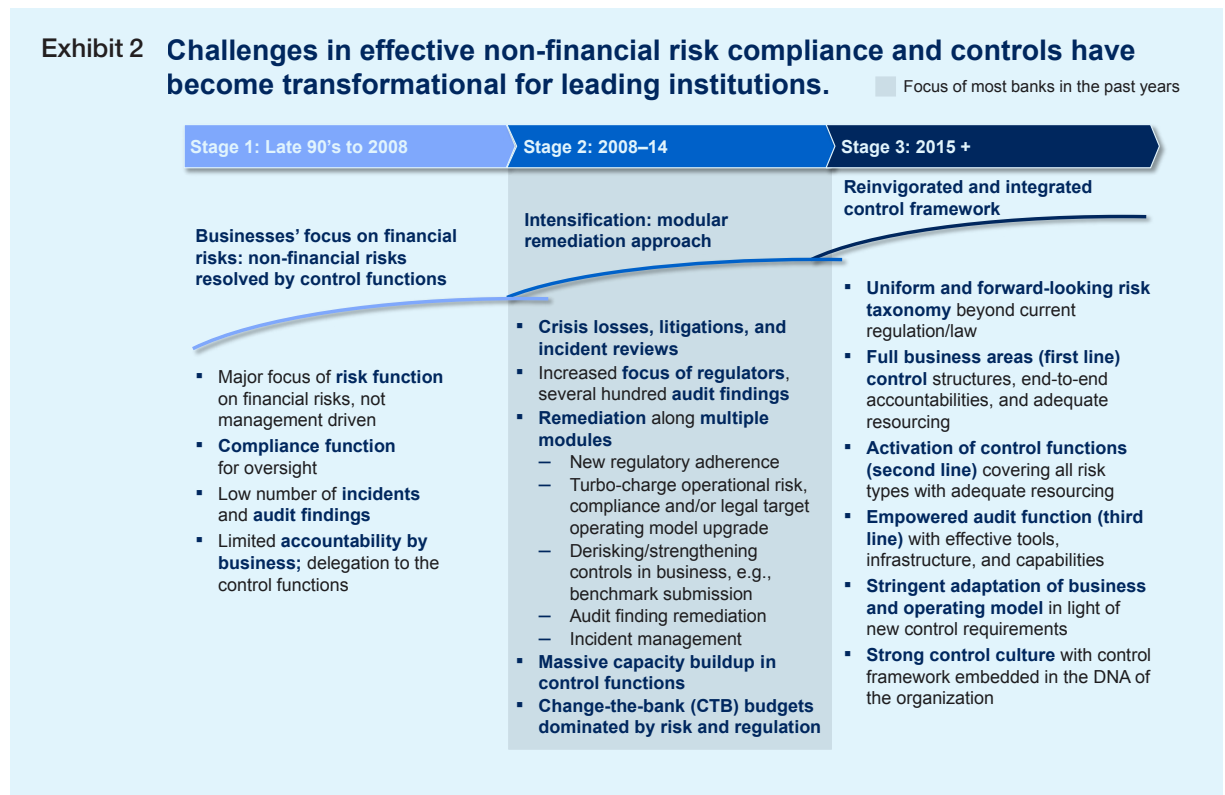 Exhibit 2
Challenges in effective non-financial risk compliance and controls have
become transformational for leading institutions.
Focus of most banks in the past years
Stage 1: Late 90's to 2008
Businesses' focus on financial
risks: non-financial risks
resolved by control functions
▪ Major focus of risk function
on financial risks, not
management driven
▪ Compliance function
for oversight
▪ Low number of incidents
and audit findings
▪ Limited accountability by
business; delegation to the
control functions
Stage 2: 2008–14
Intensification: modular
remediation approach
▪ Crisis losses, litigations, and
incident reviews
▪ Increased focus of regulators,
several hundred audit findings
▪ Remediation along multiple
modules
– New regulatory adherence
– Turbo-charge operational risk,
compliance and/or legal target
operating model upgrade
– Derisking/strengthening
controls in business, e.g.,
benchmark submission
– Audit finding remediation
– Incident management
▪ Massive capacity buildup in
control functions
▪ Change-the-bank (CTB) budgets
dominated by risk and regulation
Stage 3: 2015 +
Reinvigorated and integrated
control framework
▪ Uniform and forward-looking risk
taxonomy beyond current
regulation/law
▪ Full business areas (first line)
control structures, end-to-end
accountabilities, and adequate
resourcing
▪ Activation of control functions
(second line) covering all risk
types with adequate resourcing
▪ Empowered audit function (third
line) with effective tools,
infrastructure, and capabilities
▪ Stringent adaptation of business
and operating model in light of
new control requirements
▪ Strong control culture with control
framework embedded in the DNA of
the organization